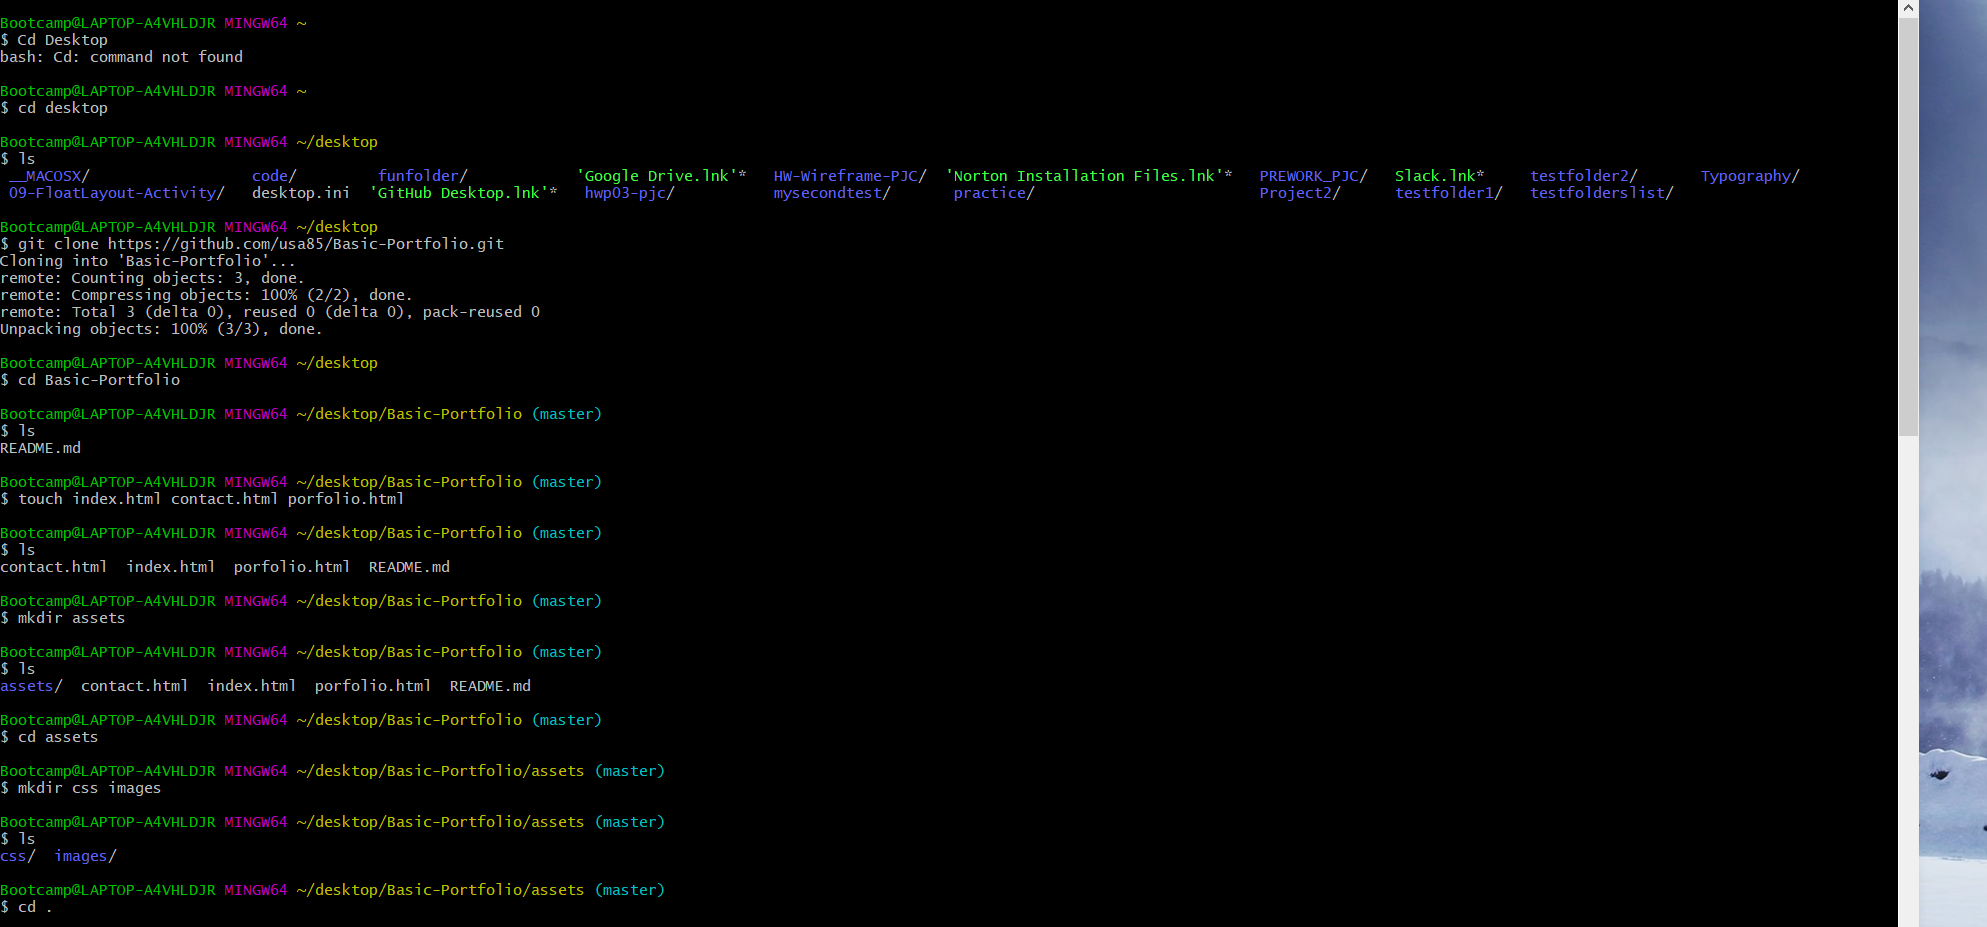 Bootcamp@LAPTOP-A4VHLDJR MINGW64 ~
$ Cd Desktop
bash: Cd: command not found
Bootcamp@LAPTOP-A4VHLDJR MINGW64 ~
$ cd desktop
Bootcamp@LAPTOP-A4VHLDJR MINGW64 ~/desktop
$ ls
__MACOSX/ code/ funfolder/ 'Google Drive.lnk'* HW-Wireframe-PJC/ 'Norton Installation Files.lnk'* PREWORK_PJC/ Slack.lnk* testfolder2/ Typography/
09-FloatLayout-Activity/ desktop.ini 'GitHub Desktop.lnk'* hwp03-pjc/ mysecondtest/ practice/ Project2/ testfolder1/ testfolderslist/
Bootcamp@LAPTOP-A4VHLDJR MINGW64 ~/desktop
$ git clone https://github.com/usa85/Basic-Portfolio.git
Cloning into 'Basic-Portfolio'...
remote: Counting objects: 3, done.
remote: Compressing objects: 100% (2/2), done.
remote: Total 3 (delta 0), reused 0 (delta 0), pack-reused 0
Unpacking objects: 100% (3/3), done.
Bootcamp@LAPTOP-A4VHLDJR MINGW64 ~/desktop
$ cd Basic-Portfolio
Bootcamp@LAPTOP-A4VHLDJR MINGW64 ~/desktop/Basic-Portfolio (master)
$ ls
README.md
Bootcamp@LAPTOP-A4VHLDJR MINGW64 ~/desktop/Basic-Portfolio (master)
$ touch index.html contact.html porfolio.html
Bootcamp@LAPTOP-A4VHLDJR MINGW64 ~/desktop/Basic-Portfolio (master)
$ ls
contact.html index.html porfolio.html README.md
Bootcamp@LAPTOP-A4VHLDJR MINGW64 ~/desktop/Basic-Portfolio (master)
$ mkdir assets
Bootcamp@LAPTOP-A4VHLDJR MINGW64 ~/desktop/Basic-Portfolio (master)
$ ls
assets/ contact.html index.html porfolio.html README.md
Bootcamp@LAPTOP-A4VHLDJR MINGW64 ~/desktop/Basic-Portfolio (master)
$ cd assets
Bootcamp@LAPTOP-A4VHLDJR MINGW64 ~/desktop/Basic-Portfolio/assets (master)
$ mkdir css images
Bootcamp@LAPTOP-A4VHLDJR MINGW64 ~/desktop/Basic-Portfolio/assets (master)
$ ls
css/ images/
Bootcamp@LAPTOP-A4VHLDJR MINGW64 ~/desktop/Basic-Portfolio/assets (master)
$ cd .